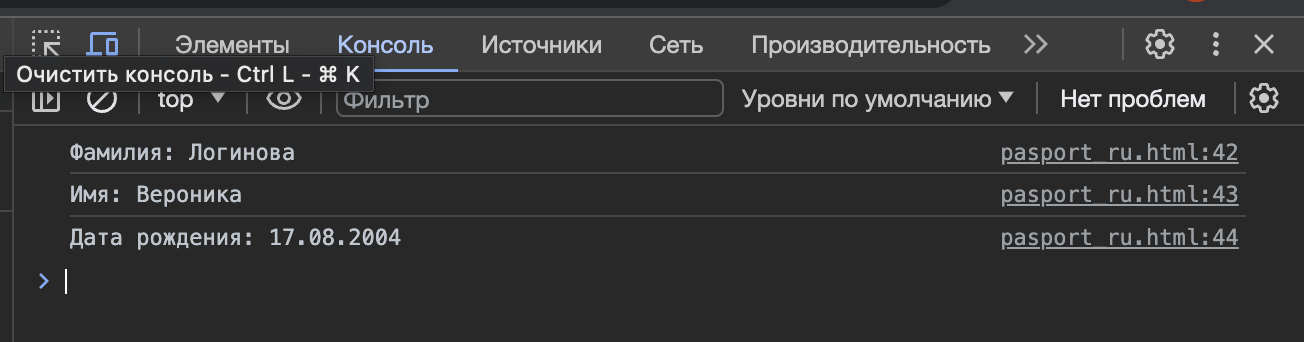 Элементы Консоль Источники Сеть Производительность
Очистить консоль - Ctrl L - ⌘ K
top Фильтр Уровни по умолчанию Нет проблем
Фамилия: Логинова pasport_ru.html:42
Имя: Вероника pasport_ru.html:43
Дата рождения: 17.08.2004 pasport_ru.html:44